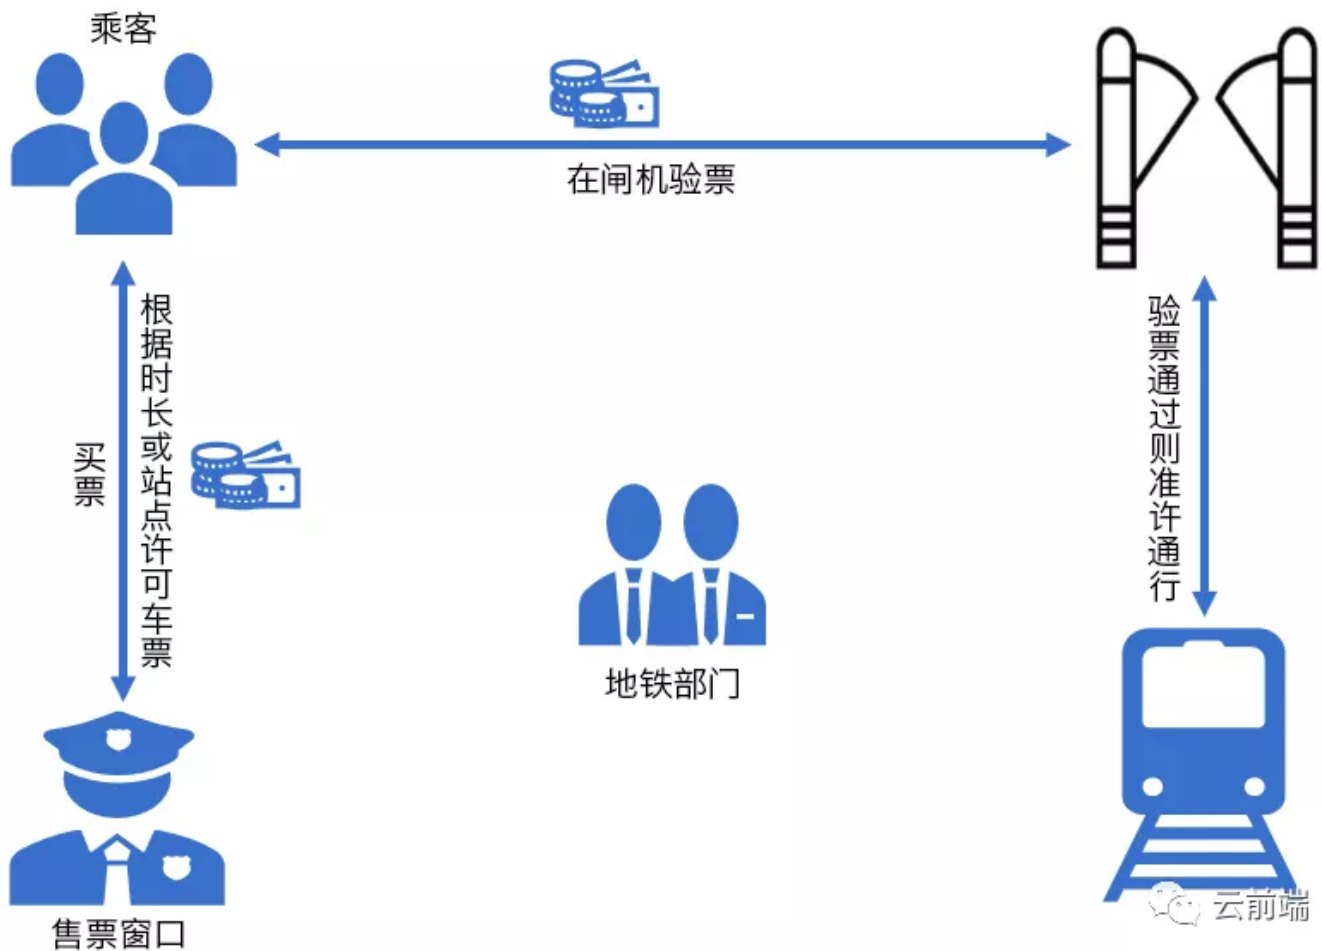 乘客
在闸机验票
买票
根据时长或站点许可车票
验票通过则准许通行
地铁部门
售票窗口
云前端